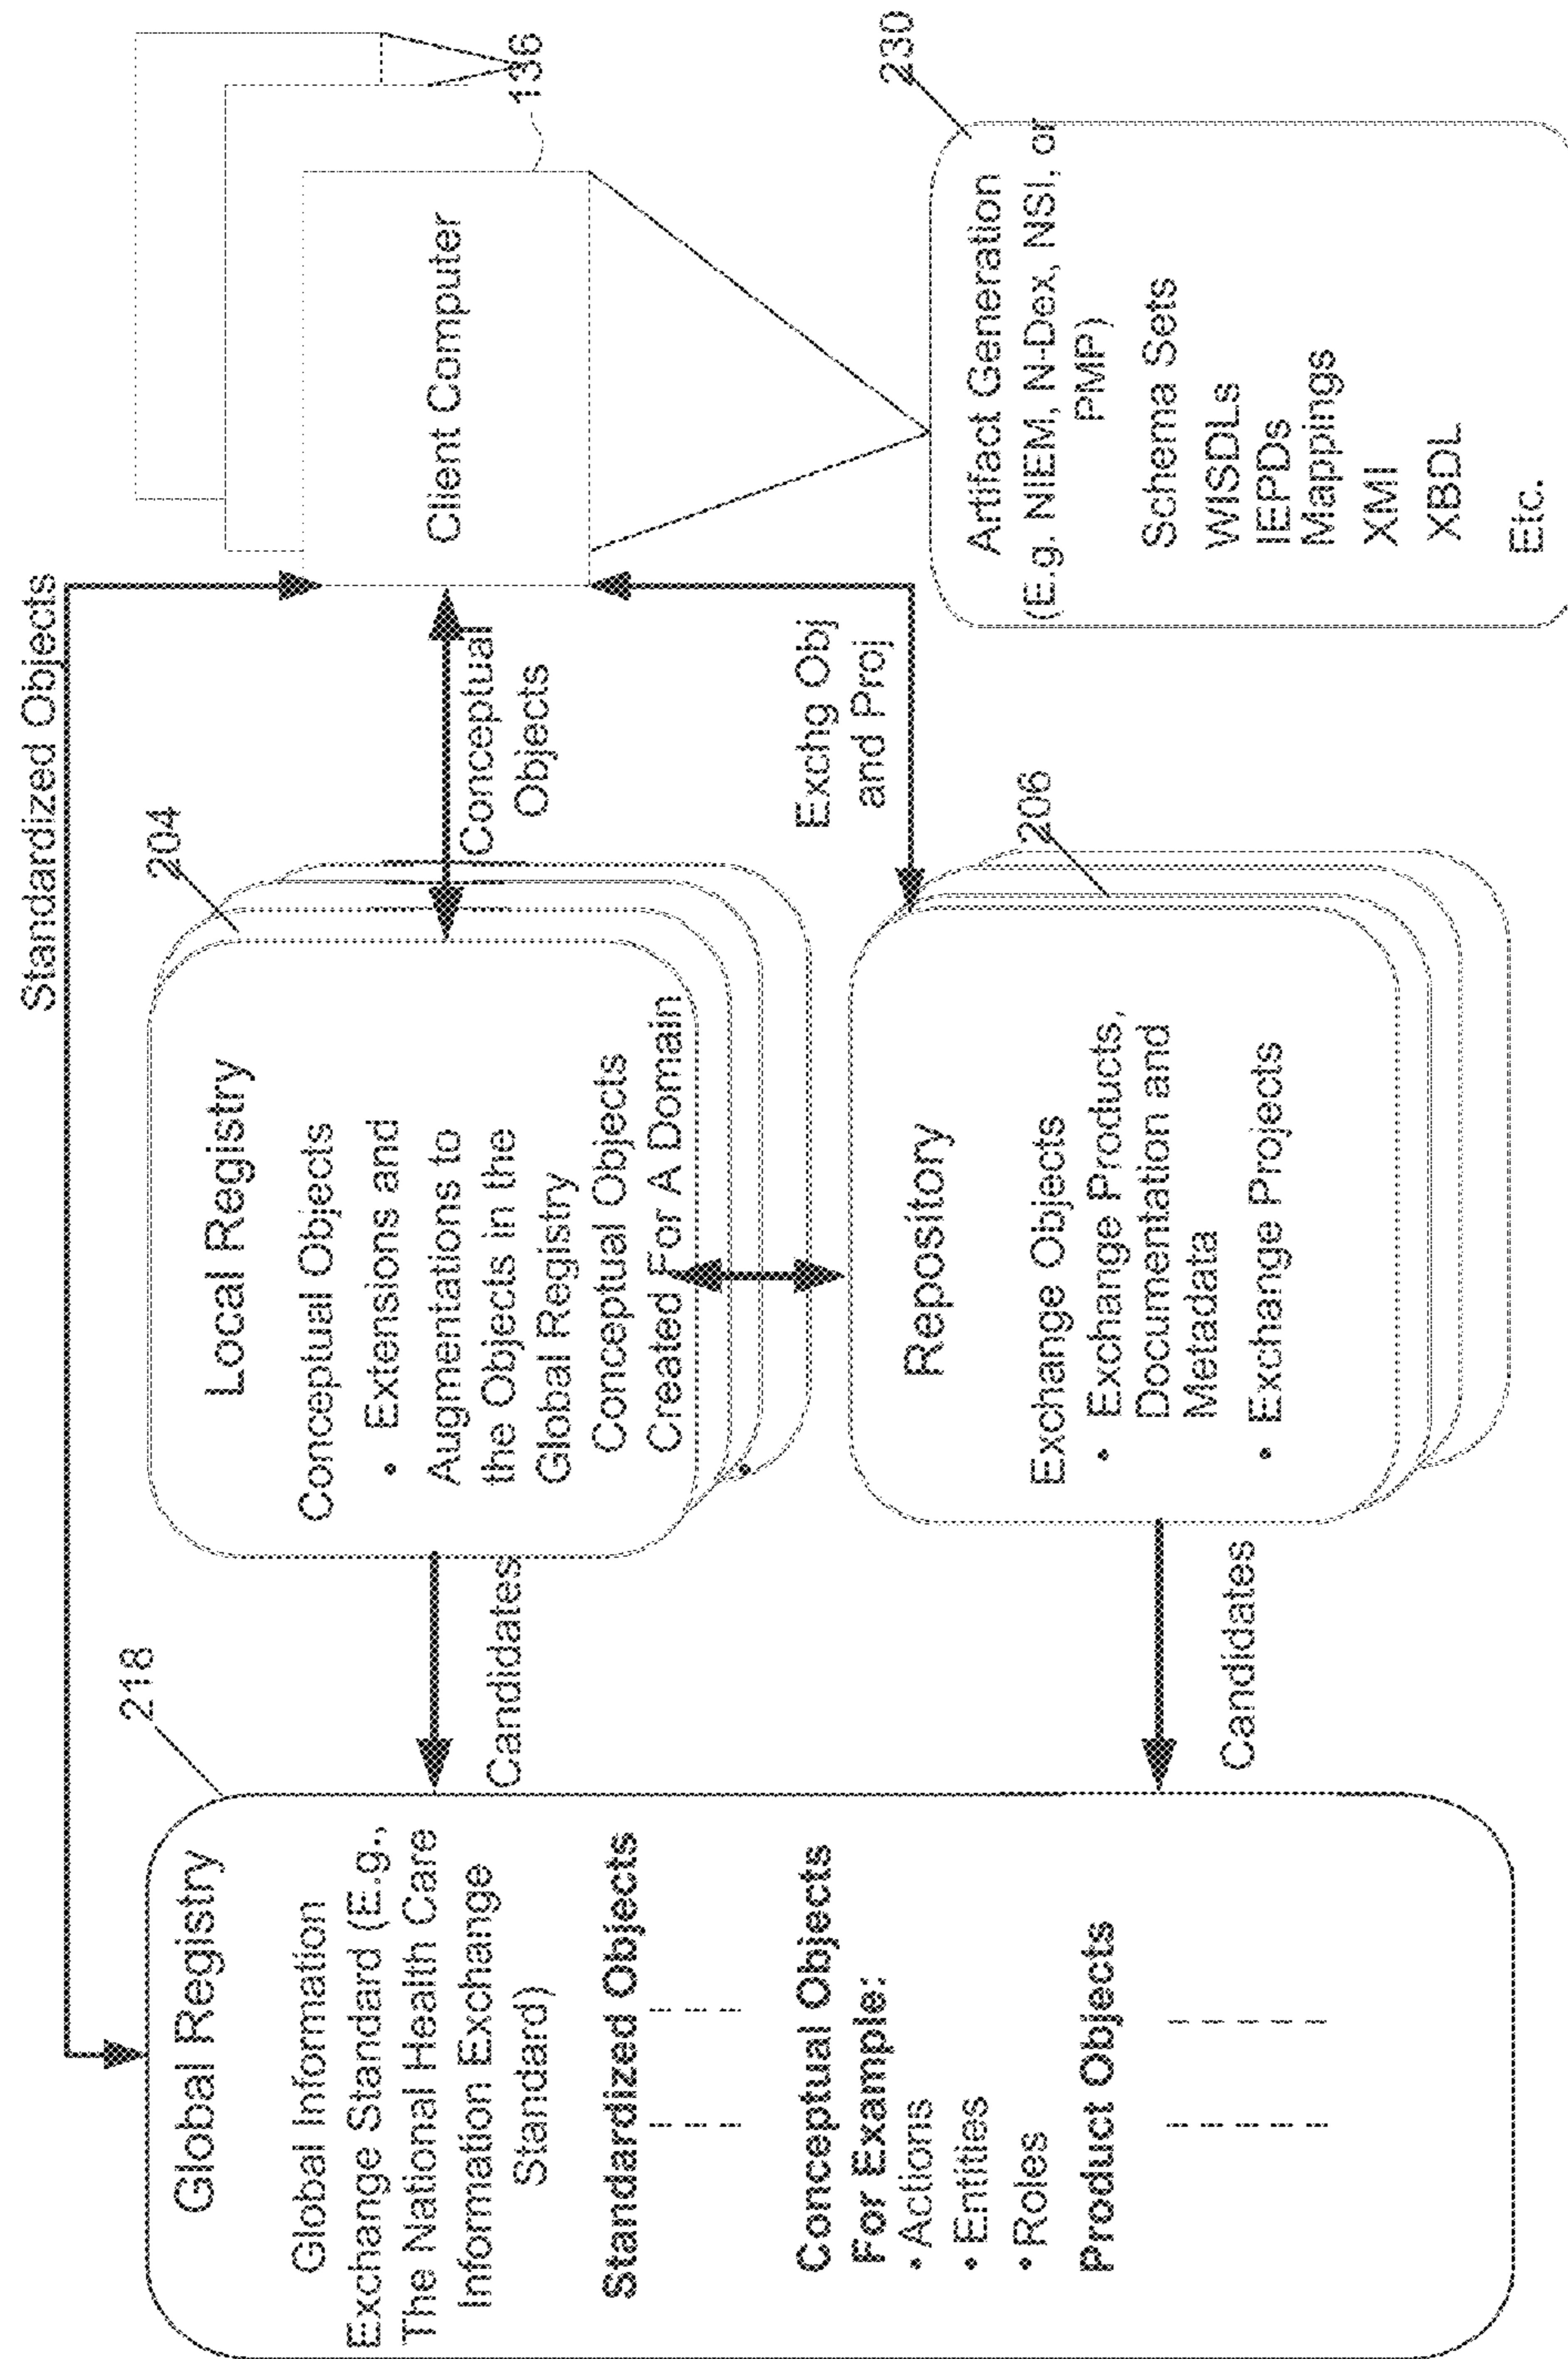 Standardized Objects
218
Global Registry
Global Information
Exchange Standard (E.g.,
The National Health Care
Information Exchange
Standard)
Standardized Objects
Conceptual Objects
For Example:
•Actions
•Entities
•Roles
Product Objects
Candidates
Candidates
204
Local Registry
Conceptual Objects
• Extensions and
Augmentations to
the Objects in the
Global Registry
Conceptual Objects
Created For A Domain
•
206
Repository
Exchange Objects
• Exchange Products,
Documentation and
Metadata
• Exchange Projects
Conceptual
Objects
Exchg Obj
and Proj
136
Client Computer
230
Artifact Generation
(E.g. NIEM, N-Dex, NSI, or
PMP)
Schema Sets
WISDLs
IEPDs
Mappings
XMI
XBDL
Etc.